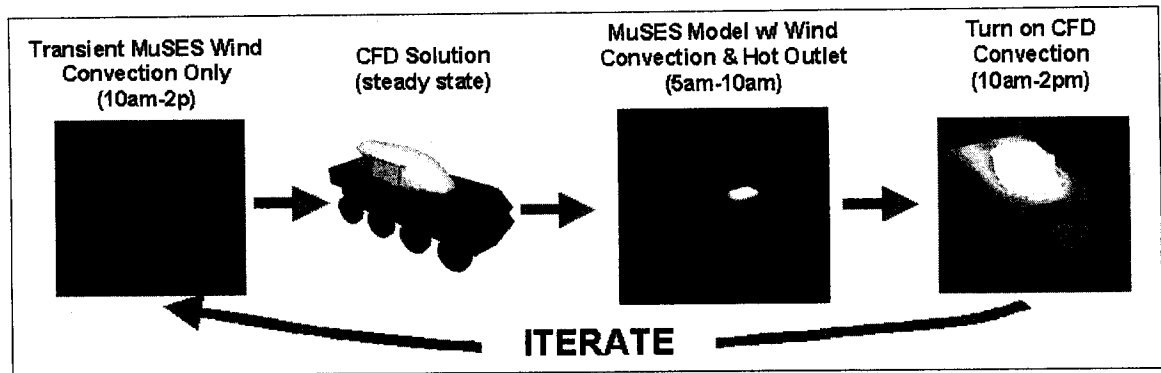 Transient MuSES Wind
Convection Only
(10am-2p)
CFD Solution
(steady state)
MuSES Model w/ Wind
Convection & Hot Outlet
(5am-10am)
Turn on CFD
Convection
(10am-2pm)
ITERATE